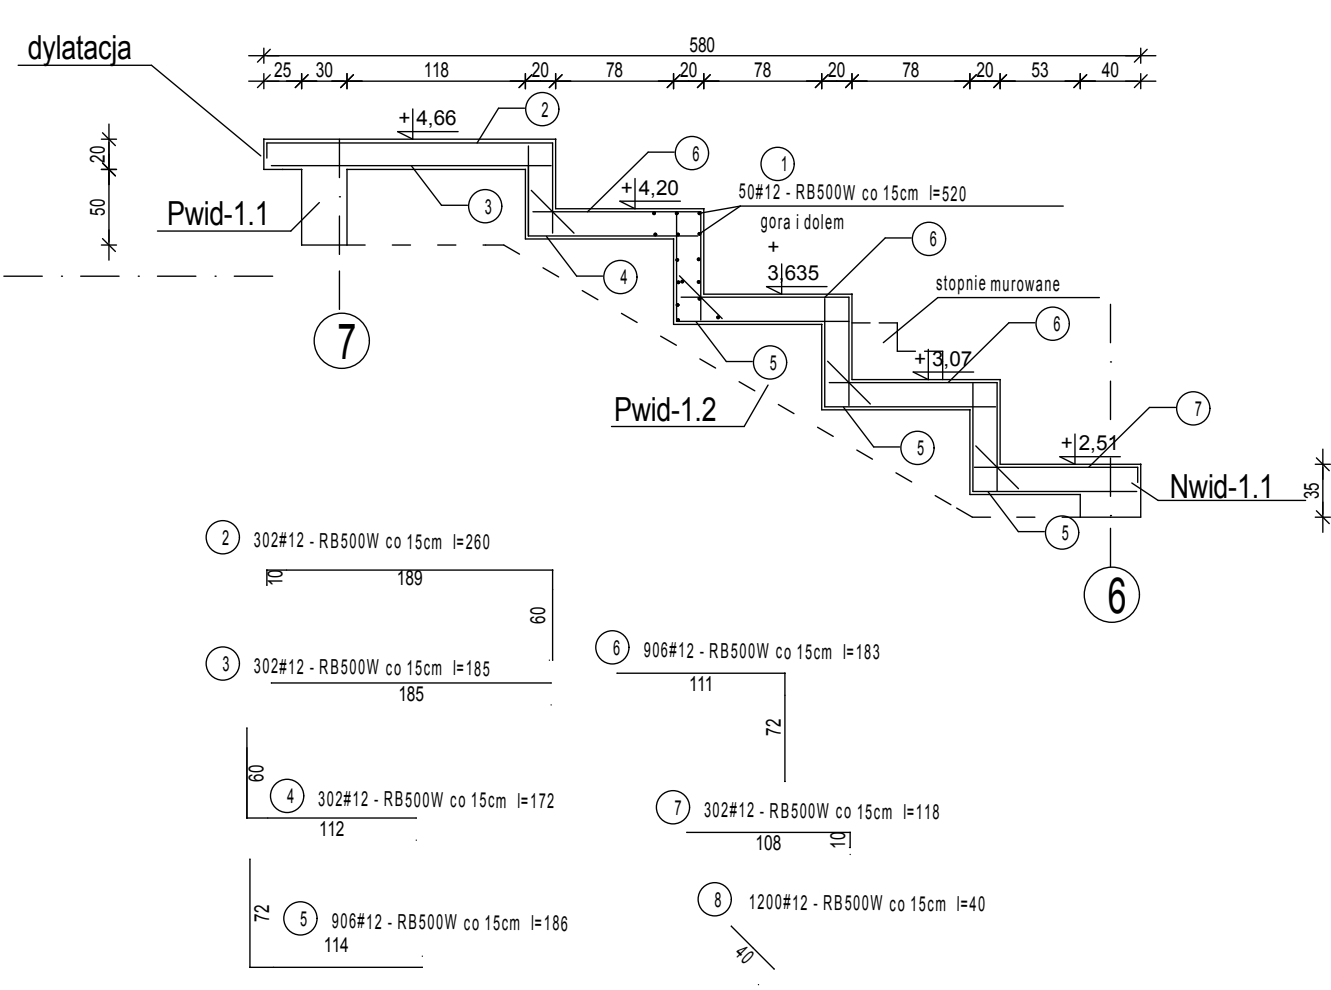 dylatacja
580
25 30 118 20 78 20 78 20 78 20 53 40
+4,66
2
6
1
20
+4,20
50#12 - RB500W co 15cm l=520
50
Pwid-1.1
3
gora i dolem
6
+
3,635
4
stopnie murowane
7
6
5
+3,07
Pwid-1.2
7
5
+2,51
Nwid-1.1
35
5
6
2 302#12 - RB500W co 15cm l=260
10 189
60
3 302#12 - RB500W co 15cm l=185
185
6 906#12 - RB500W co 15cm l=183
111
72
60
4 302#12 - RB500W co 15cm l=172
112
7 302#12 - RB500W co 15cm l=118
108 10
72
5 906#12 - RB500W co 15cm l=186
114
8 1200#12 - RB500W co 15cm l=40
40